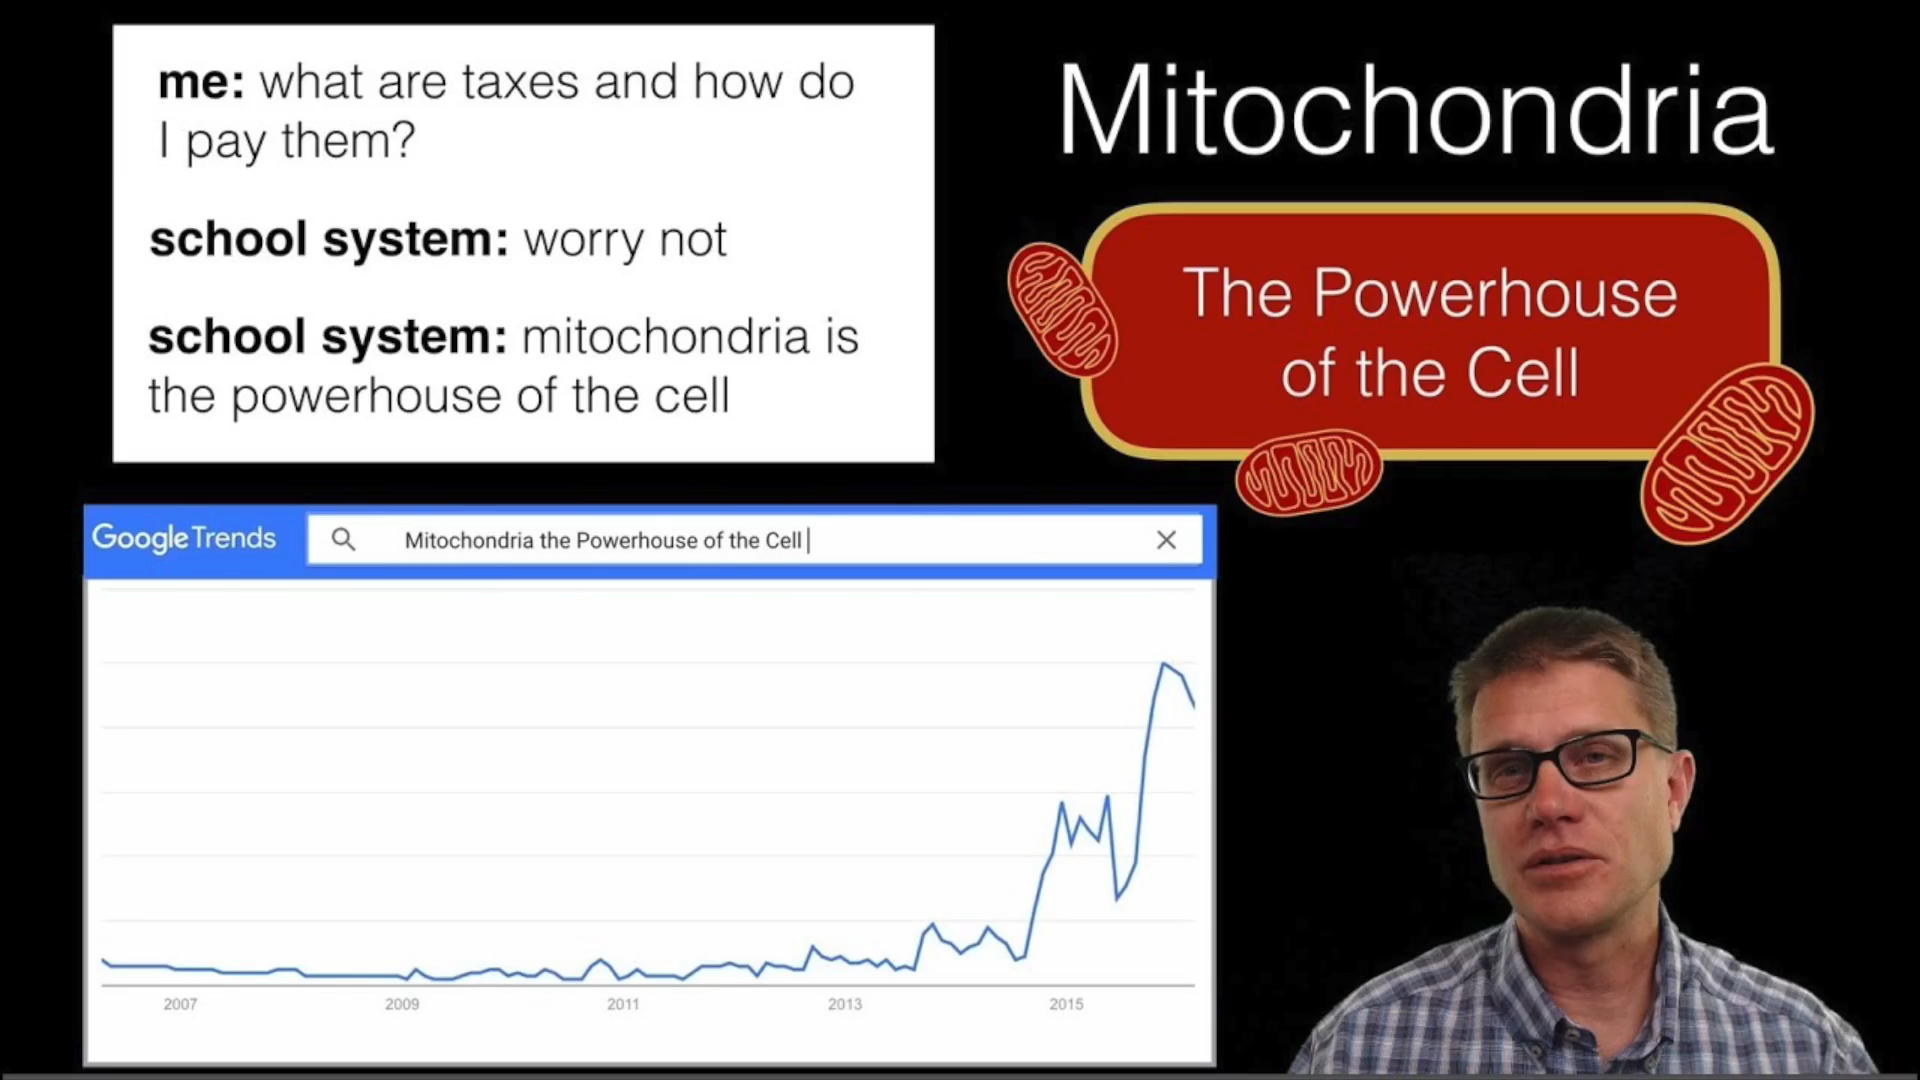 me: what are taxes and how do
I pay them?
school system: worry not
school system: mitochondria is
the powerhouse of the cell
Mitochondria
The Powerhouse
of the Cell
Google Trends
Mitochondria the Powerhouse of the Cell
2007 2009 2011 2013 2015